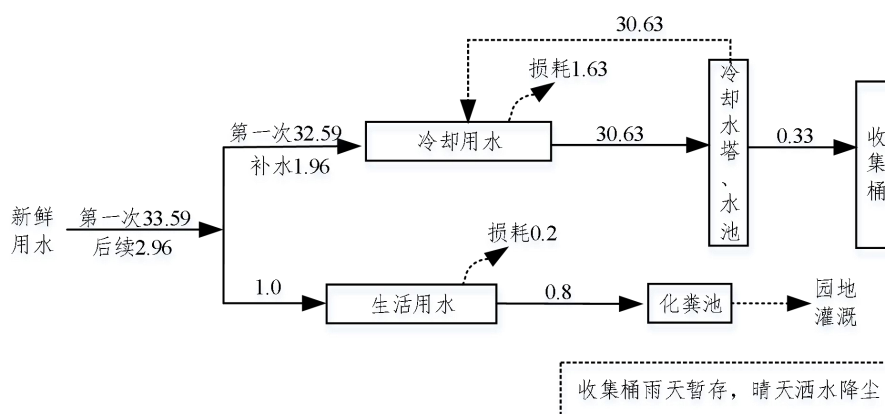 30.63
损耗1.63
冷却水塔、水池
第一次32.59
补水1.96
冷却用水
30.63
0.33
收集桶
新鲜
用水
第一次33.59
后续2.96
损耗0.2
1.0
生活用水
0.8
化粪池
园地
灌溉
收集桶雨天暂存，晴天洒水降尘